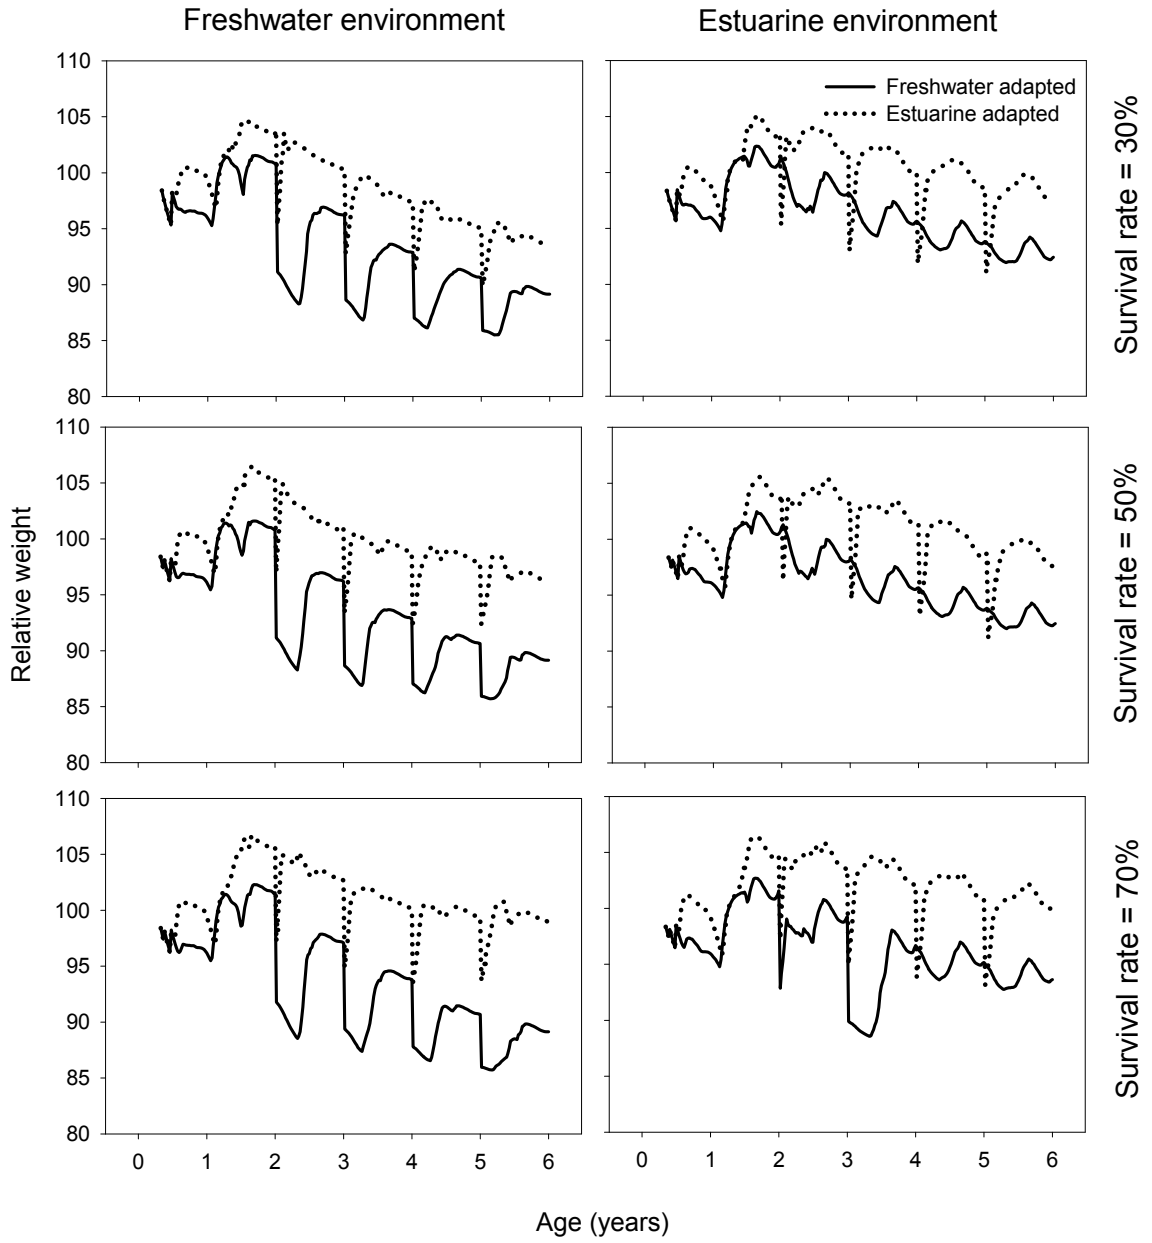 Freshwater environment
Estuarine environment
110
105
100
95
90
85
80
Freshwater adapted
Estuarine adapted
Survival rate = 30%
110
105
100
95
90
85
80
Relative weight
Survival rate = 50%
110
105
100
95
90
85
80
Survival rate = 70%
0 1 2 3 4 5 6
0 1 2 3 4 5 6
Age (years)